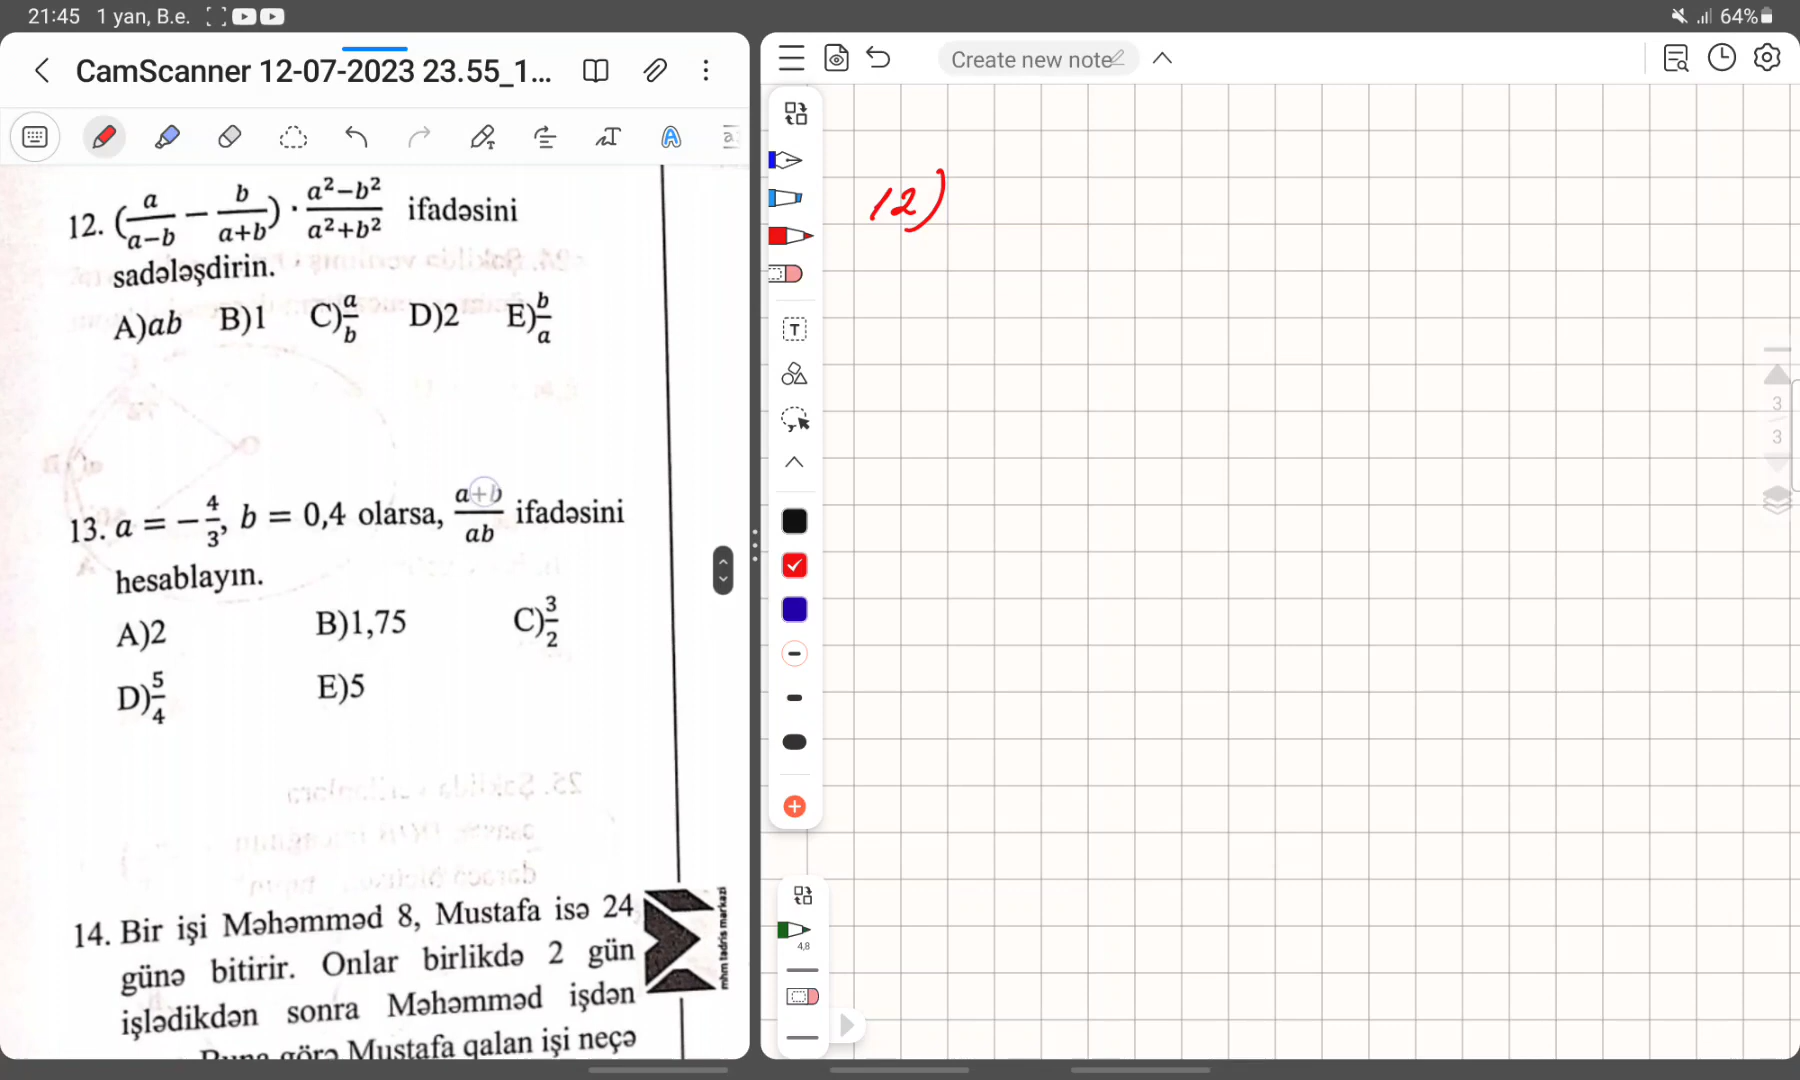 21:45 1 yan, B.e.
64%
CamScanner 12-07-2023 23.55_1...
Create new note
12. (a/a−b − b/a+b) · a²−b²/a²+b² ifadəsini
sadələşdirin.
A)ab B)1 C)a/b D)2 E)b/a
13. a = −4/3, b = 0,4 olarsa, a+b/ab ifadəsini
hesablayın.
A)2 B)1,75 C)3/2
D)5/4 E)5
14. Bir işi Məhəmməd 8, Mustafa isə 24
günə bitirir. Onlar birlikdə 2 gün
işlədikdən sonra Məhəmməd işdən
görə Mustafa qalan işi neçə
mhm tədris mərkəzi
12)
T
4,8
3
3